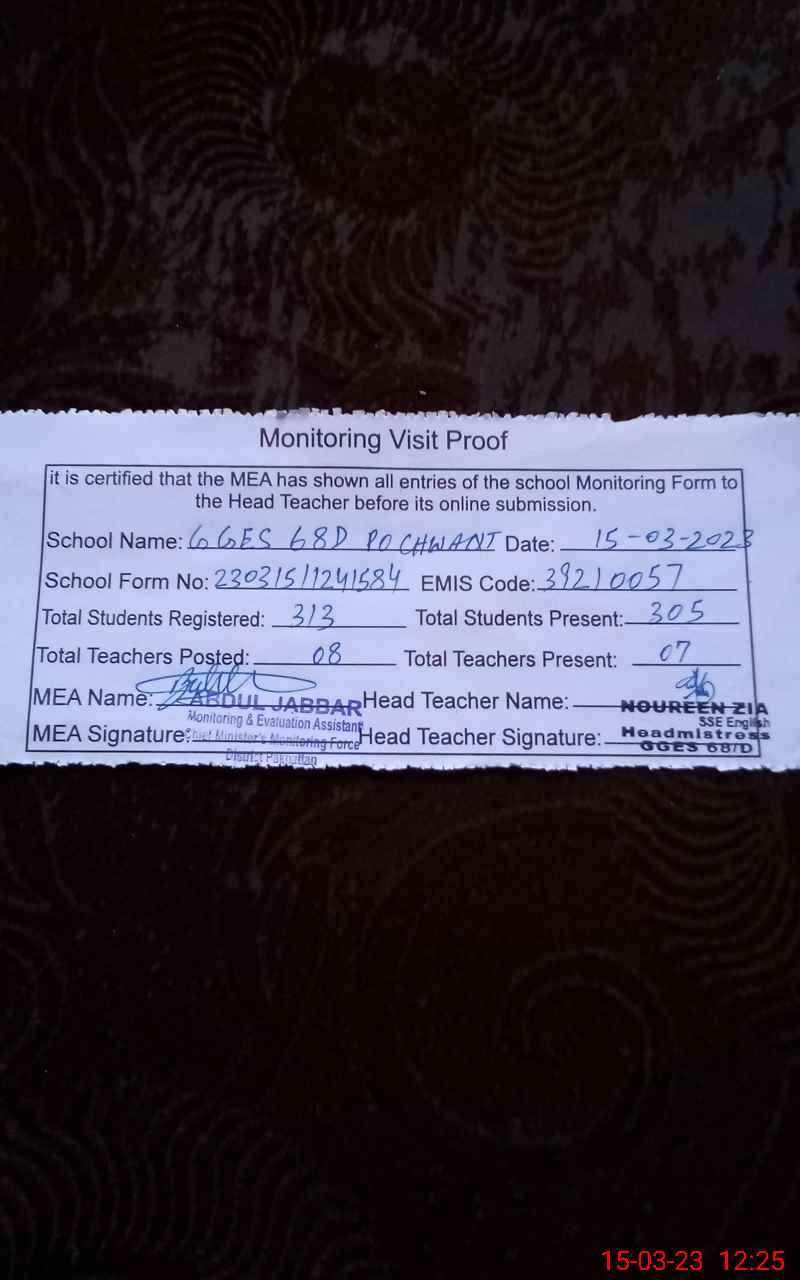 Monitoring Visit Proof
it is certified that the MEA has shown all entries of the school Monitoring Form to
the Head Teacher before its online submission.
School Name: GGES 68D POCHWANT Date: 15-03-2023
School Form No: 230315/1241584 EMIS Code: 39210057
Total Students Registered: 313 Total Students Present: 305
Total Teachers Posted: 08 Total Teachers Present: 07
MEA Name: ABDUL JABBAR Head Teacher Name: NOUREEN ZIA
Monitoring & Evaluation Assistant SSE English
MEA Signature: Chief Minister's Monitoring Force Head Teacher Signature: Headmistress
District Pakpattan GGES 68/D
15-03-23 12:25